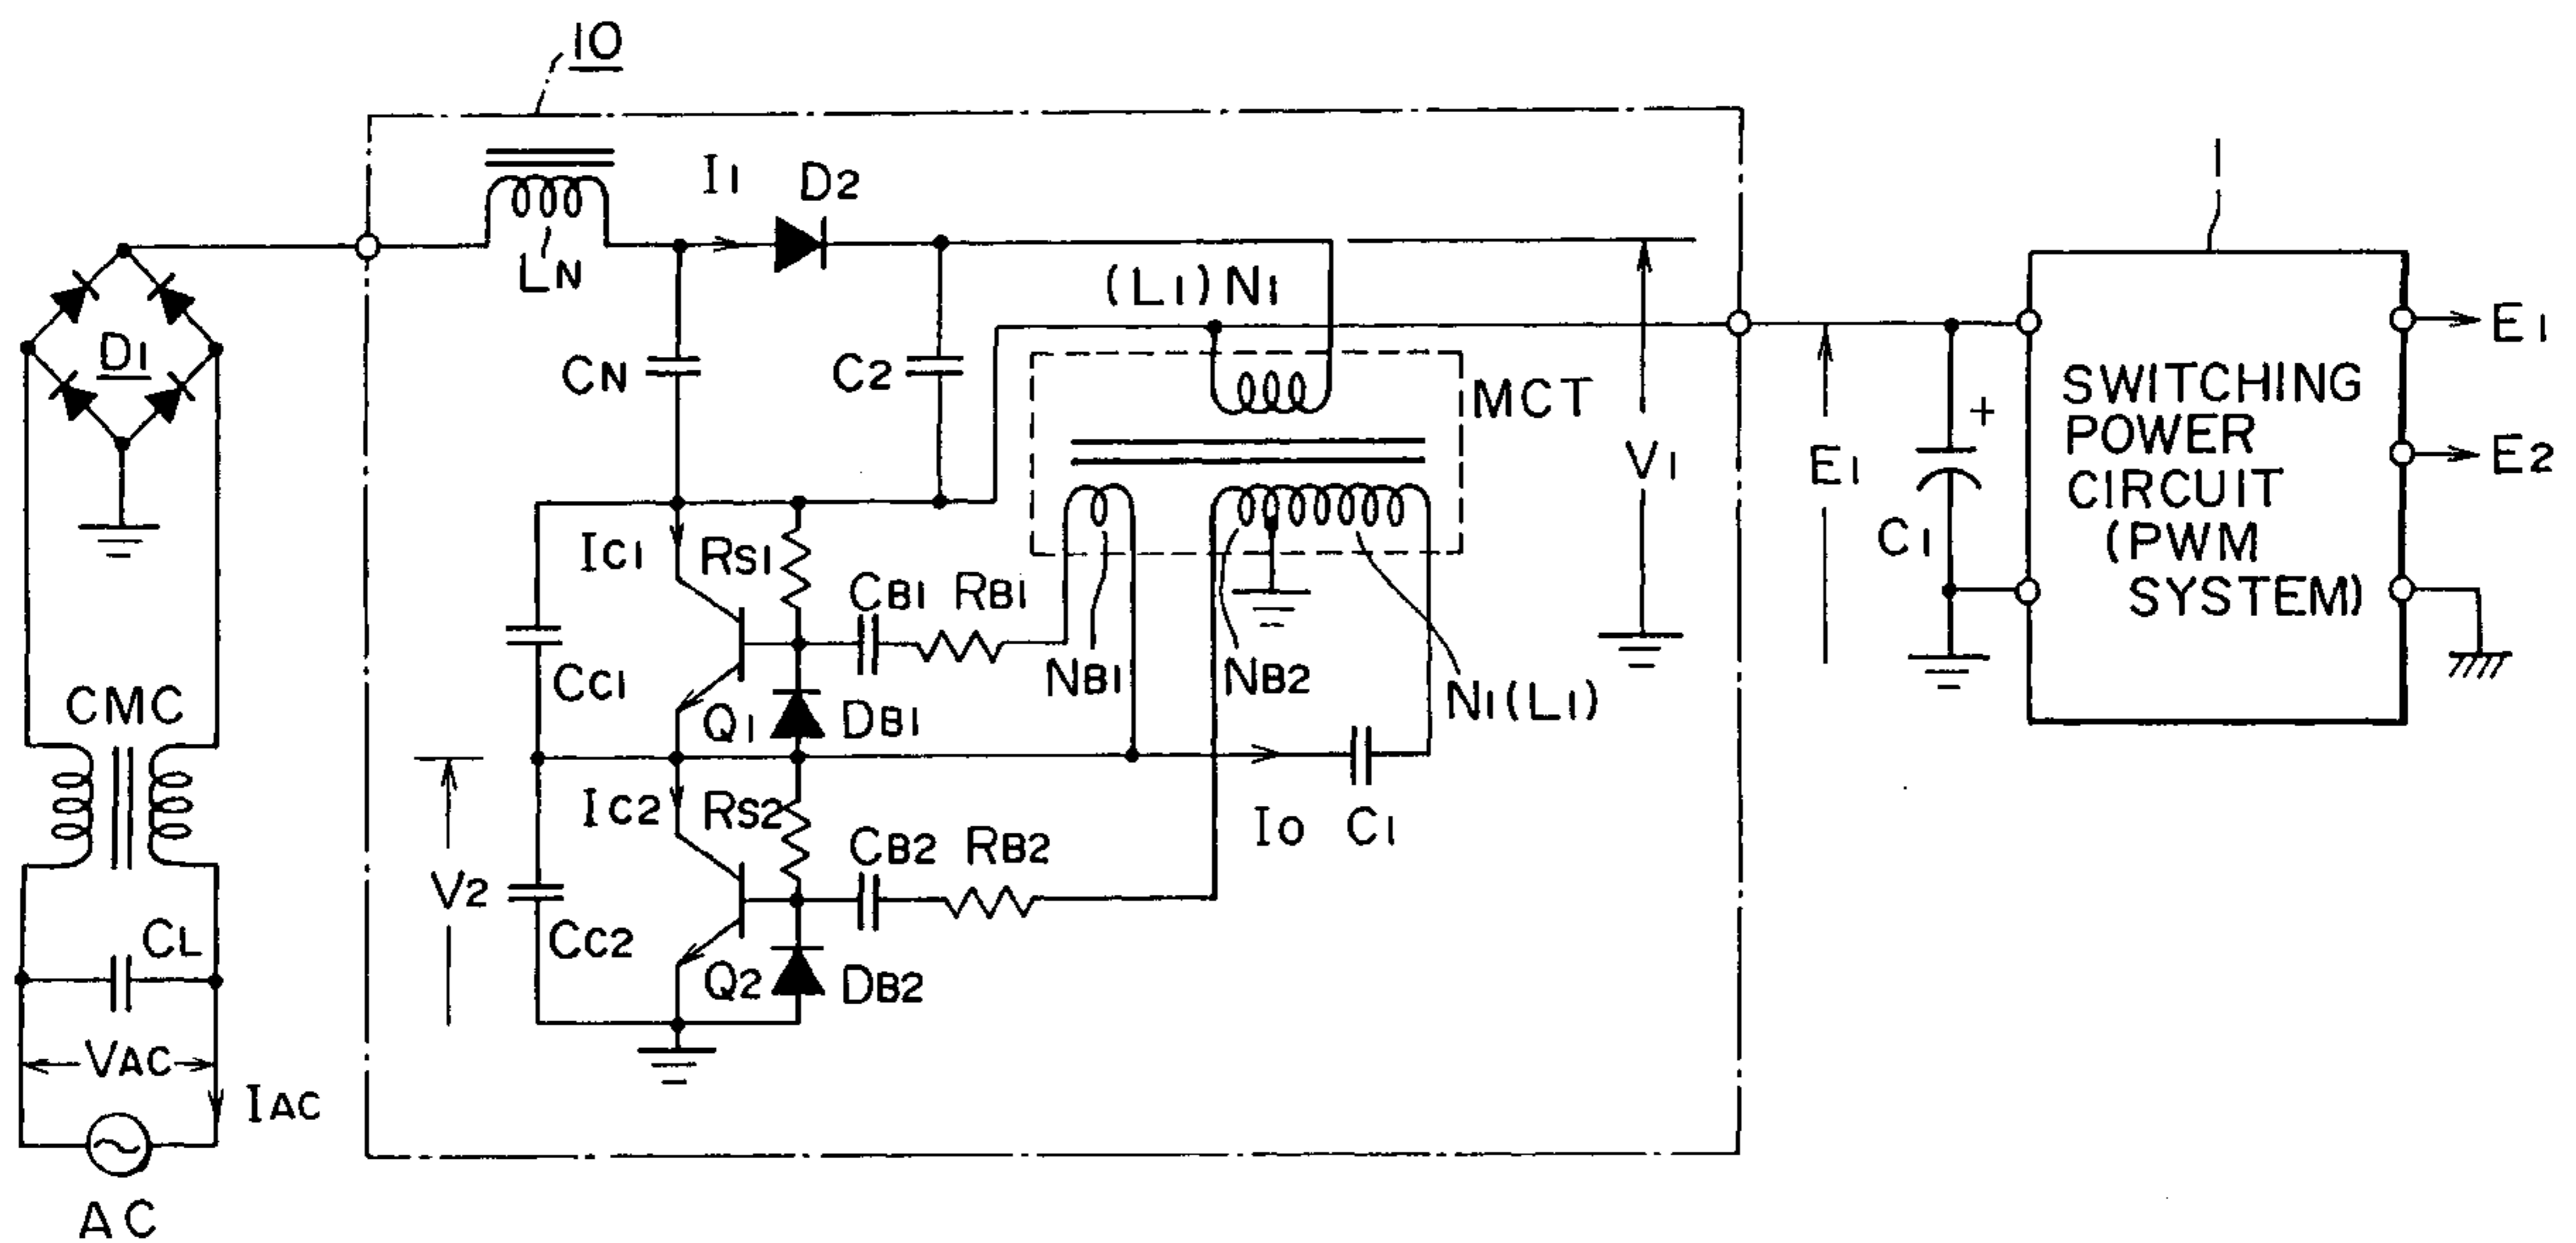 10
I1
D2
LN
(L1) N1
D1
CN
C2
MCT
V1
E1
+
C1
1
SWITCHING
POWER
CIRCUIT
(PWM
SYSTEM)
E1
E2
IC1
RS1
CB1
RB1
CC1
Q1
DB1
NB1
NB2
N1(L1)
CMC
IC2
RS2
CB2
RB2
I0
C1
V2
CC2
Q2
DB2
CL
VAC
IAC
AC